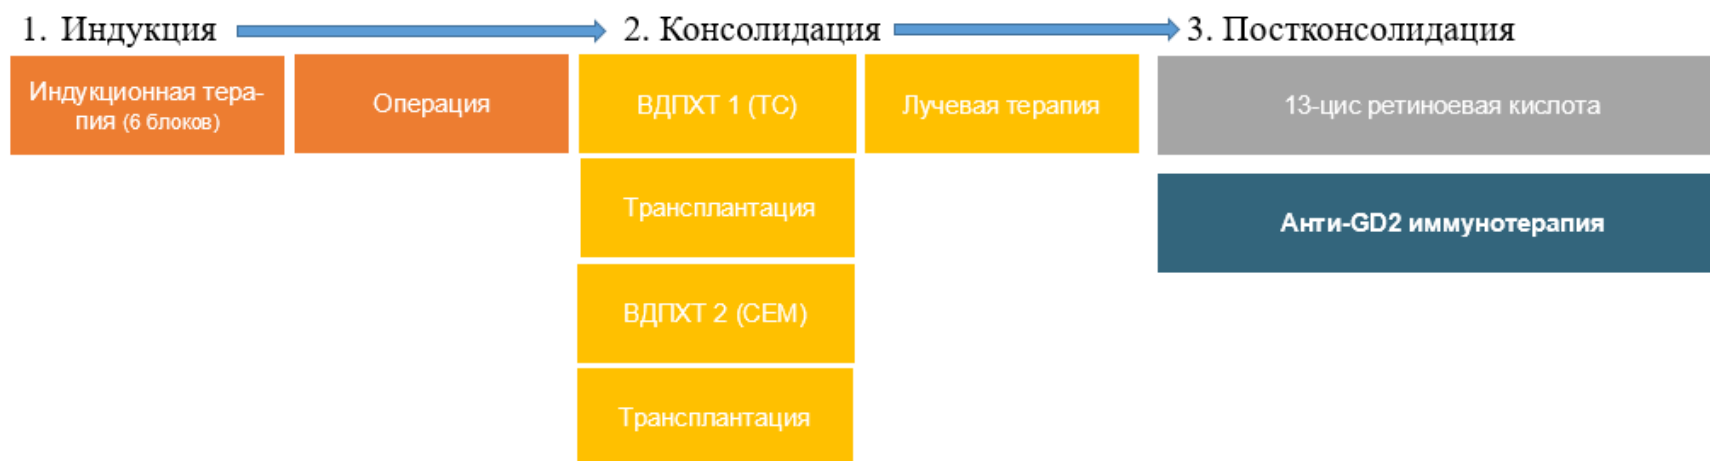 1. Индукция
2. Консолидация
3. Постконсолидация
Индукционная тера-
пия (6 блоков)
Операция
ВДПХТ 1 (ТС)
Лучевая терапия
13-цис ретиноевая кислота
Трансплантация
Анти-GD2 иммунотерапия
ВДПХТ 2 (СЕМ)
Трансплантация